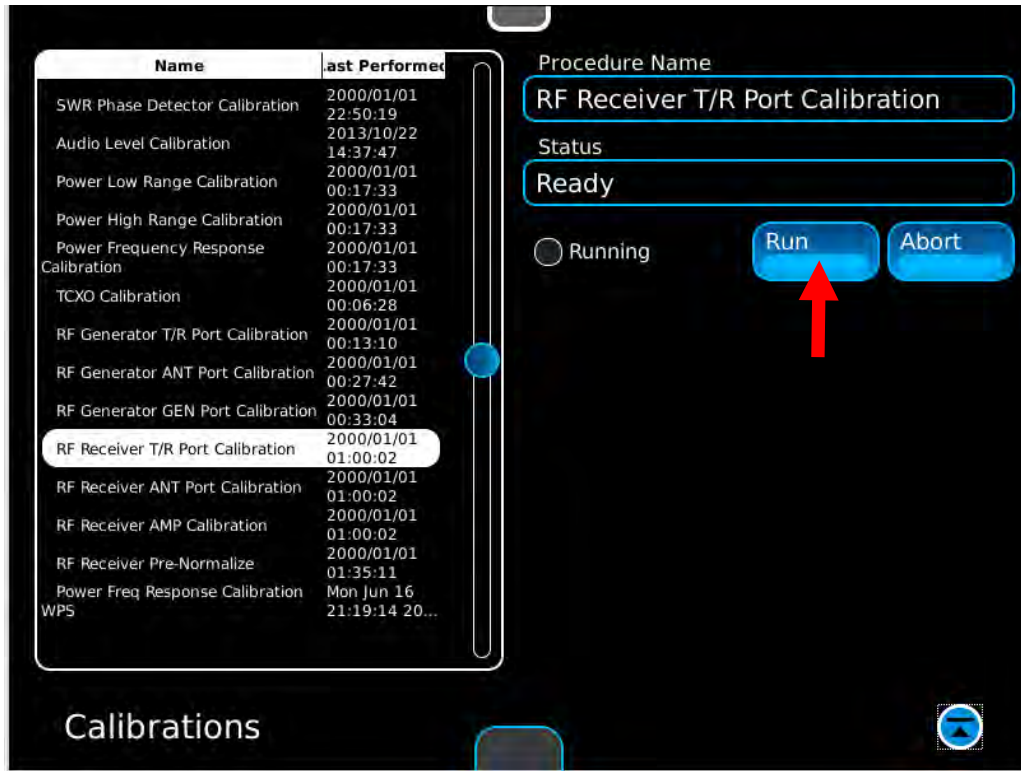 Name Last Performed
SWR Phase Detector Calibration 2000/01/01
22:50:19
Audio Level Calibration 2013/10/22
14:37:47
Power Low Range Calibration 2000/01/01
00:17:33
Power High Range Calibration 2000/01/01
00:17:33
Power Frequency Response 2000/01/01
Calibration 00:17:33
TCXO Calibration 2000/01/01
00:06:28
RF Generator T/R Port Calibration 2000/01/01
00:13:10
RF Generator ANT Port Calibration 2000/01/01
00:27:42
RF Generator GEN Port Calibration 2000/01/01
00:33:04
RF Receiver T/R Port Calibration 2000/01/01
01:00:02
RF Receiver ANT Port Calibration 2000/01/01
01:00:02
RF Receiver AMP Calibration 2000/01/01
01:00:02
RF Receiver Pre-Normalize 2000/01/01
01:35:11
Power Freq Response Calibration Mon Jun 16
WPS 21:19:14 20...
Procedure Name
RF Receiver T/R Port Calibration
Status
Ready
Running
Run
Abort
Calibrations